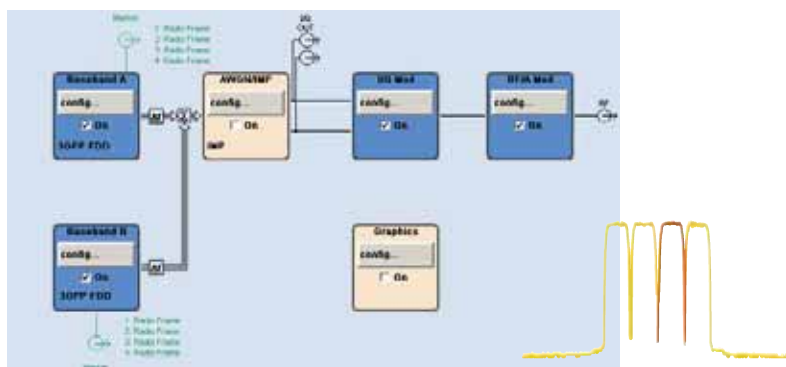 Marker
1 Radio Frame
2 Radio Frame
3 Radio Frame
4 Radio Frame
I/Q
OUT
Baseband A
config...
On
3GPP FDD
AWGN/IMP
config...
On
IMP
I/Q Mod
config...
On
RF/A Mod
config...
On
RF
Baseband B
config...
On
3GPP FDD
Graphics
config...
On
1 Radio Frame
2 Radio Frame
3 Radio Frame
4 Radio Frame